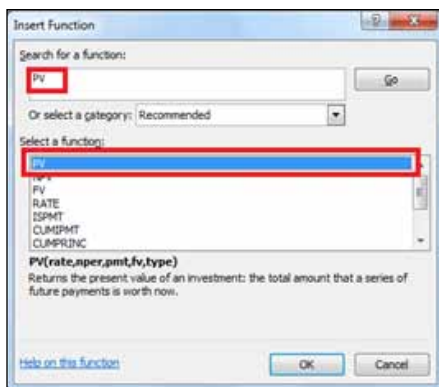 Insert Function
Search for a function:
PV
Go
Or select a category: Recommended
Select a function:
PV
NPV
FV
RATE
ISPMT
CUMIPMT
CUMPRINC
PV(rate,nper,pmt,fv,type)
Returns the present value of an investment: the total amount that a series of
future payments is worth now.
Help on this function
OK
Cancel